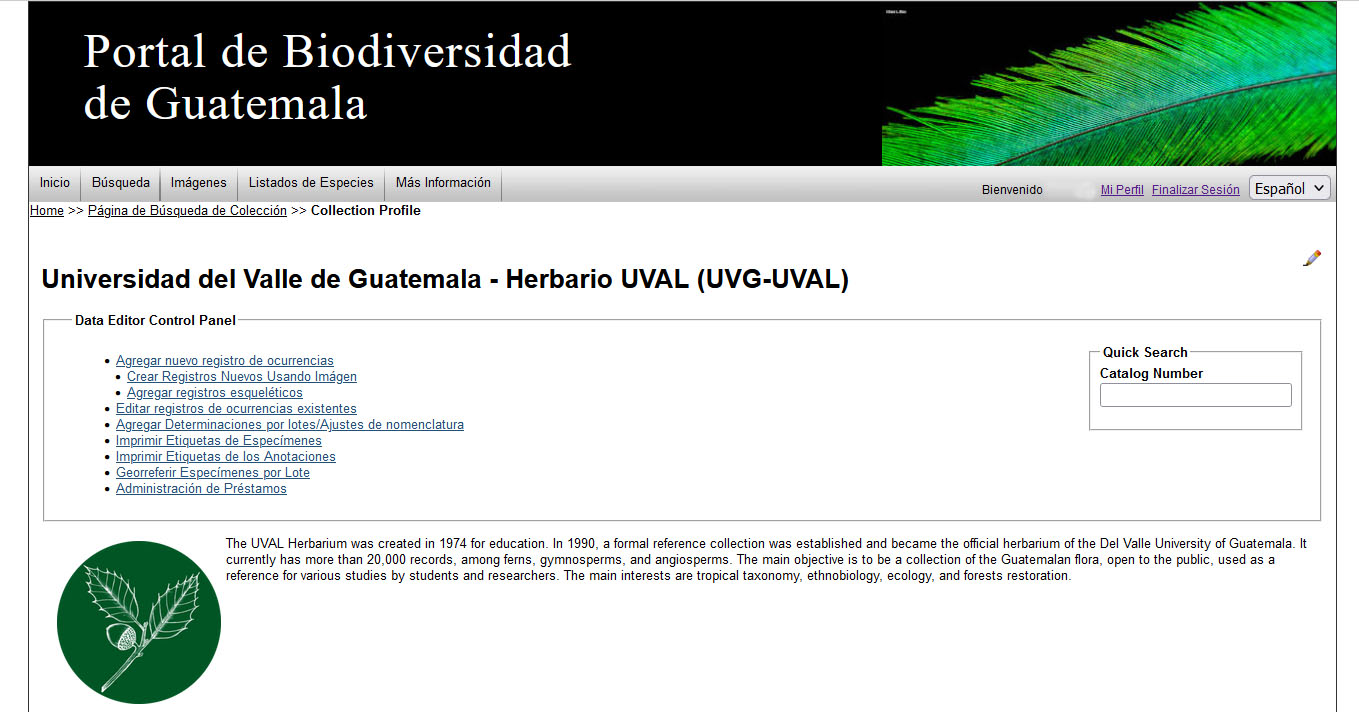 Portal de Biodiversidad
de Guatemala
Inicio Búsqueda Imágenes Listados de Especies Más Información
Bienvenido Mi Perfil Finalizar Sesión Español
Home >> Página de Búsqueda de Colección >> Collection Profile
Universidad del Valle de Guatemala - Herbario UVAL (UVG-UVAL)
Data Editor Control Panel
Agregar nuevo registro de ocurrencias
Crear Registros Nuevos Usando Imágen
Agregar registros esqueléticos
Editar registros de ocurrencias existentes
Agregar Determinaciones por lotes/Ajustes de nomenclatura
Imprimir Etiquetas de Especímenes
Imprimir Etiquetas de los Anotaciones
Georreferir Especímenes por Lote
Administración de Préstamos
Quick Search
Catalog Number
The UVAL Herbarium was created in 1974 for education. In 1990, a formal reference collection was established and became the official herbarium of the Del Valle University of Guatemala. It
currently has more than 20,000 records, among ferns, gymnosperms, and angiosperms. The main objective is to be a collection of the Guatemalan flora, open to the public, used as a
reference for various studies by students and researchers. The main interests are tropical taxonomy, ethnobiology, ecology, and forests restoration.